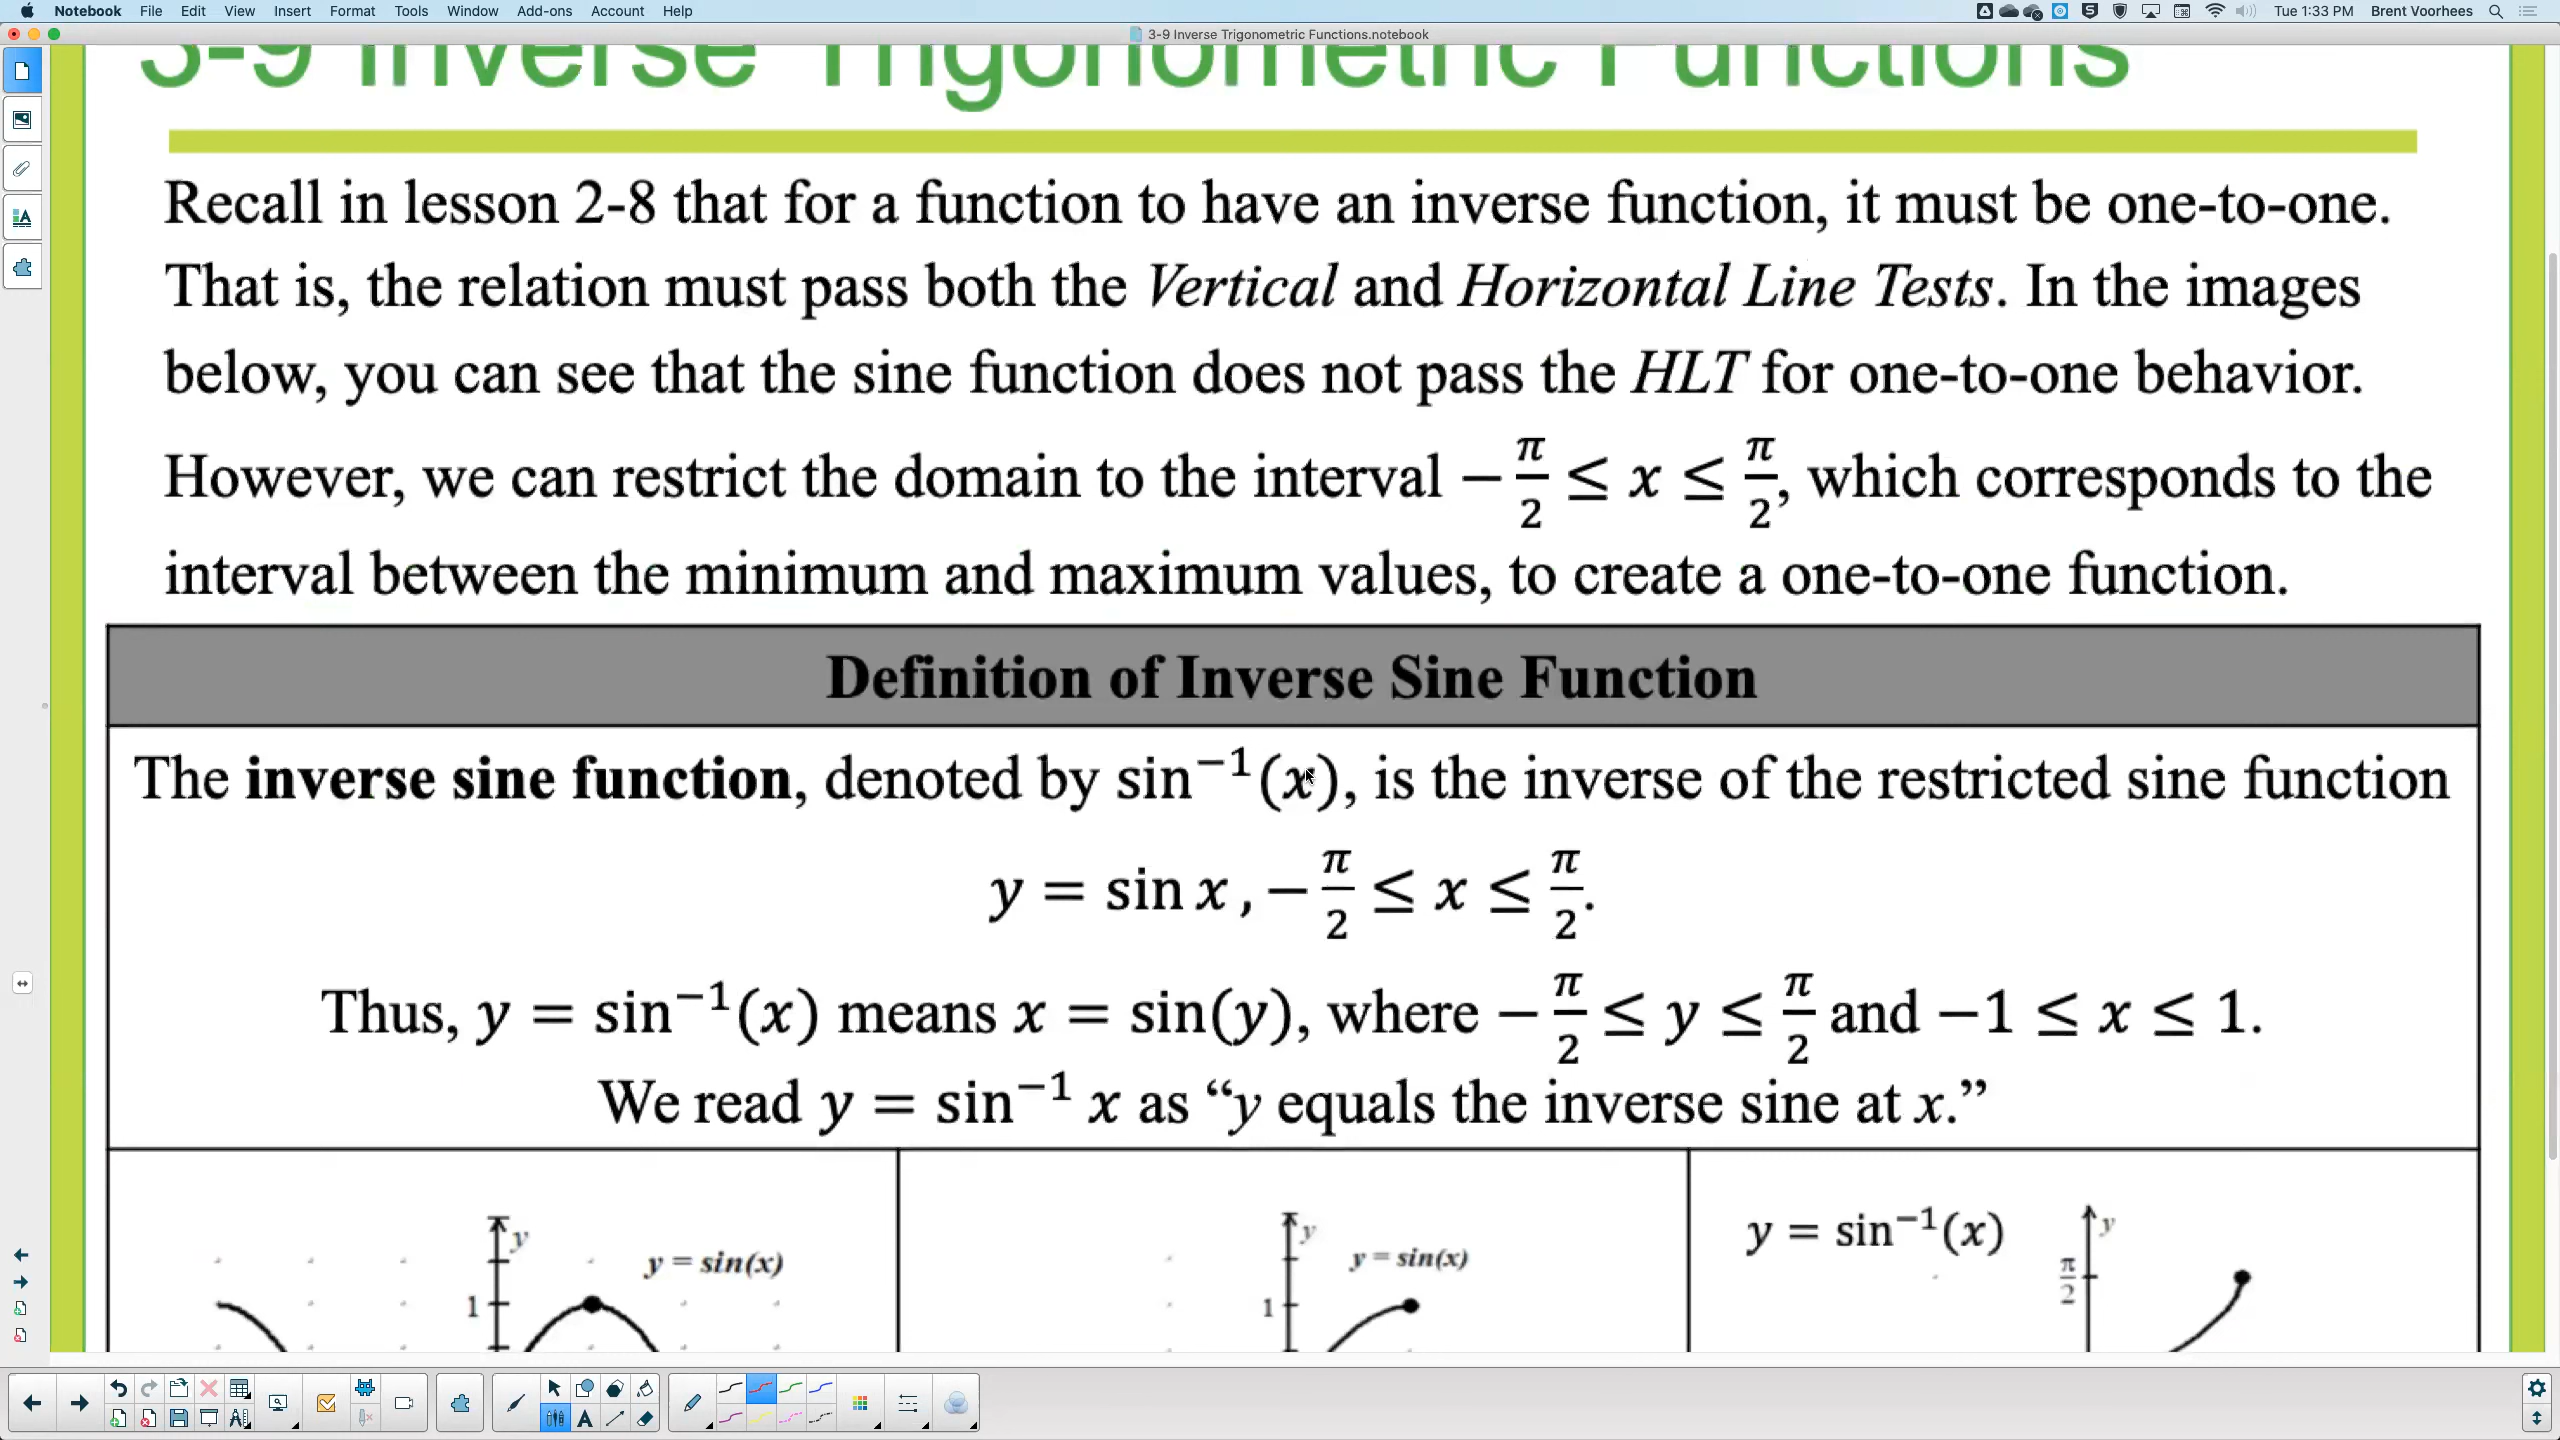 Notebook File Edit View Insert Format Tools Window Add-ons Account Help Tue 1:33 PM Brent Voorhees
3-9 Inverse Trigonometric Functions.notebook
3-9 Inverse Trigonometric Functions
Recall in lesson 2-8 that for a function to have an inverse function, it must be one-to-one.
That is, the relation must pass both the Vertical and Horizontal Line Tests. In the images
below, you can see that the sine function does not pass the HLT for one-to-one behavior.
However, we can restrict the domain to the interval −π/2 ≤ x ≤ π/2, which corresponds to the
interval between the minimum and maximum values, to create a one-to-one function.
Definition of Inverse Sine Function
The inverse sine function, denoted by sin⁻¹(x), is the inverse of the restricted sine function
y = sin x , −π/2 ≤ x ≤ π/2.
Thus, y = sin⁻¹(x) means x = sin(y), where −π/2 ≤ y ≤ π/2 and −1 ≤ x ≤ 1.
We read y = sin⁻¹ x as “y equals the inverse sine at x.”
y
y = sin(x)
1
y
y = sin(x)
1
y = sin⁻¹(x)
y
π/2